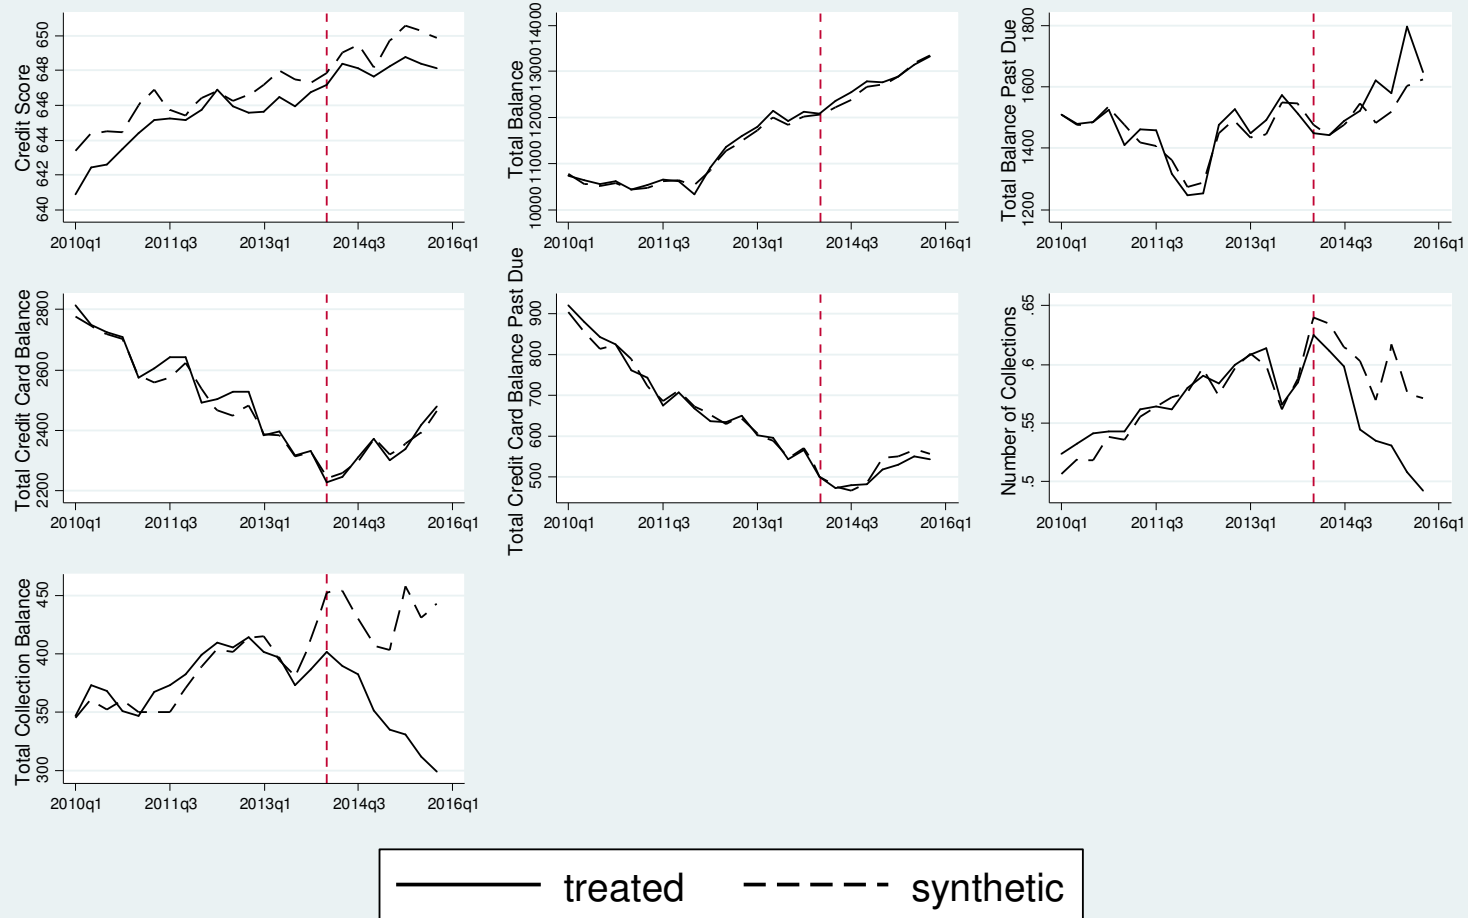 Credit Score
650
648
646
644
642
640
2010q1 2011q3 2013q1 2014q3 2016q1
Total Balance
14000
13000
12000
11000
10000
2010q1 2011q3 2013q1 2014q3 2016q1
Total Balance Past Due
1800
1600
1400
1200
2010q1 2011q3 2013q1 2014q3 2016q1
Total Credit Card Balance
2800
2600
2400
2200
2010q1 2011q3 2013q1 2014q3 2016q1
Total Credit Card Balance Past Due
900
800
700
600
500
2010q1 2011q3 2013q1 2014q3 2016q1
Number of Collections
.65
.6
.55
.5
2010q1 2011q3 2013q1 2014q3 2016q1
Total Collection Balance
450
400
350
300
2010q1 2011q3 2013q1 2014q3 2016q1
treated synthetic